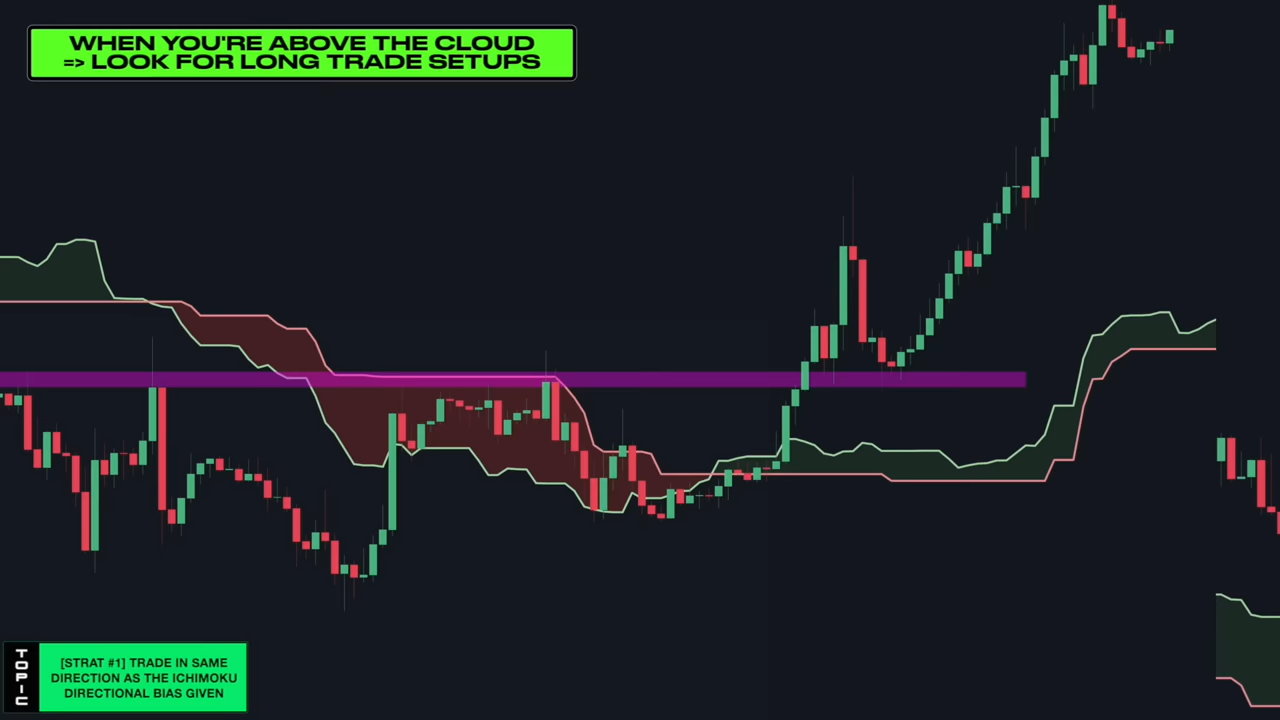 WHEN YOU'RE ABOVE THE CLOUD
=> LOOK FOR LONG TRADE SETUPS
TOPIC
[STRAT #1] TRADE IN SAME
DIRECTION AS THE ICHIMOKU
DIRECTIONAL BIAS GIVEN